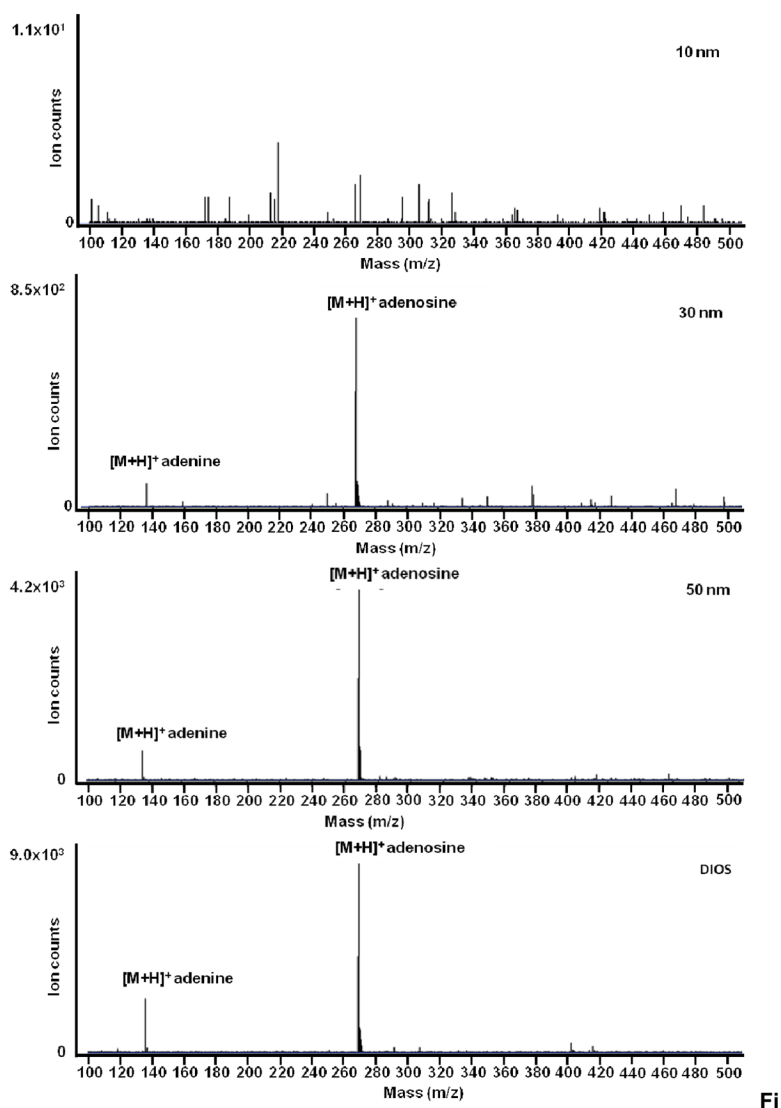 1.1x10¹
10 nm
Ion counts
0
100 120 140 160 180 200 220 240 260 280 300 320 340 360 380 400 420 440 460 480 500
Mass (m/z)
8.5x10²
[M+H]⁺ adenosine
30 nm
Ion counts
[M+H]⁺ adenine
0
100 120 140 160 180 200 220 240 260 280 300 320 340 360 380 400 420 440 460 480 500
Mass (m/z)
4.2x10³
[M+H]⁺ adenosine
50 nm
Ion counts
[M+H]⁺ adenine
0
100 120 140 160 180 200 220 240 260 280 300 320 340 360 380 400 420 440 460 480 500
Mass (m/z)
9.0x10³
[M+H]⁺ adenosine
DIOS
Ion counts
[M+H]⁺ adenine
0
100 120 140 160 180 200 220 240 260 280 300 320 340 360 380 400 420 440 460 480 500
Mass (m/z)
Fi